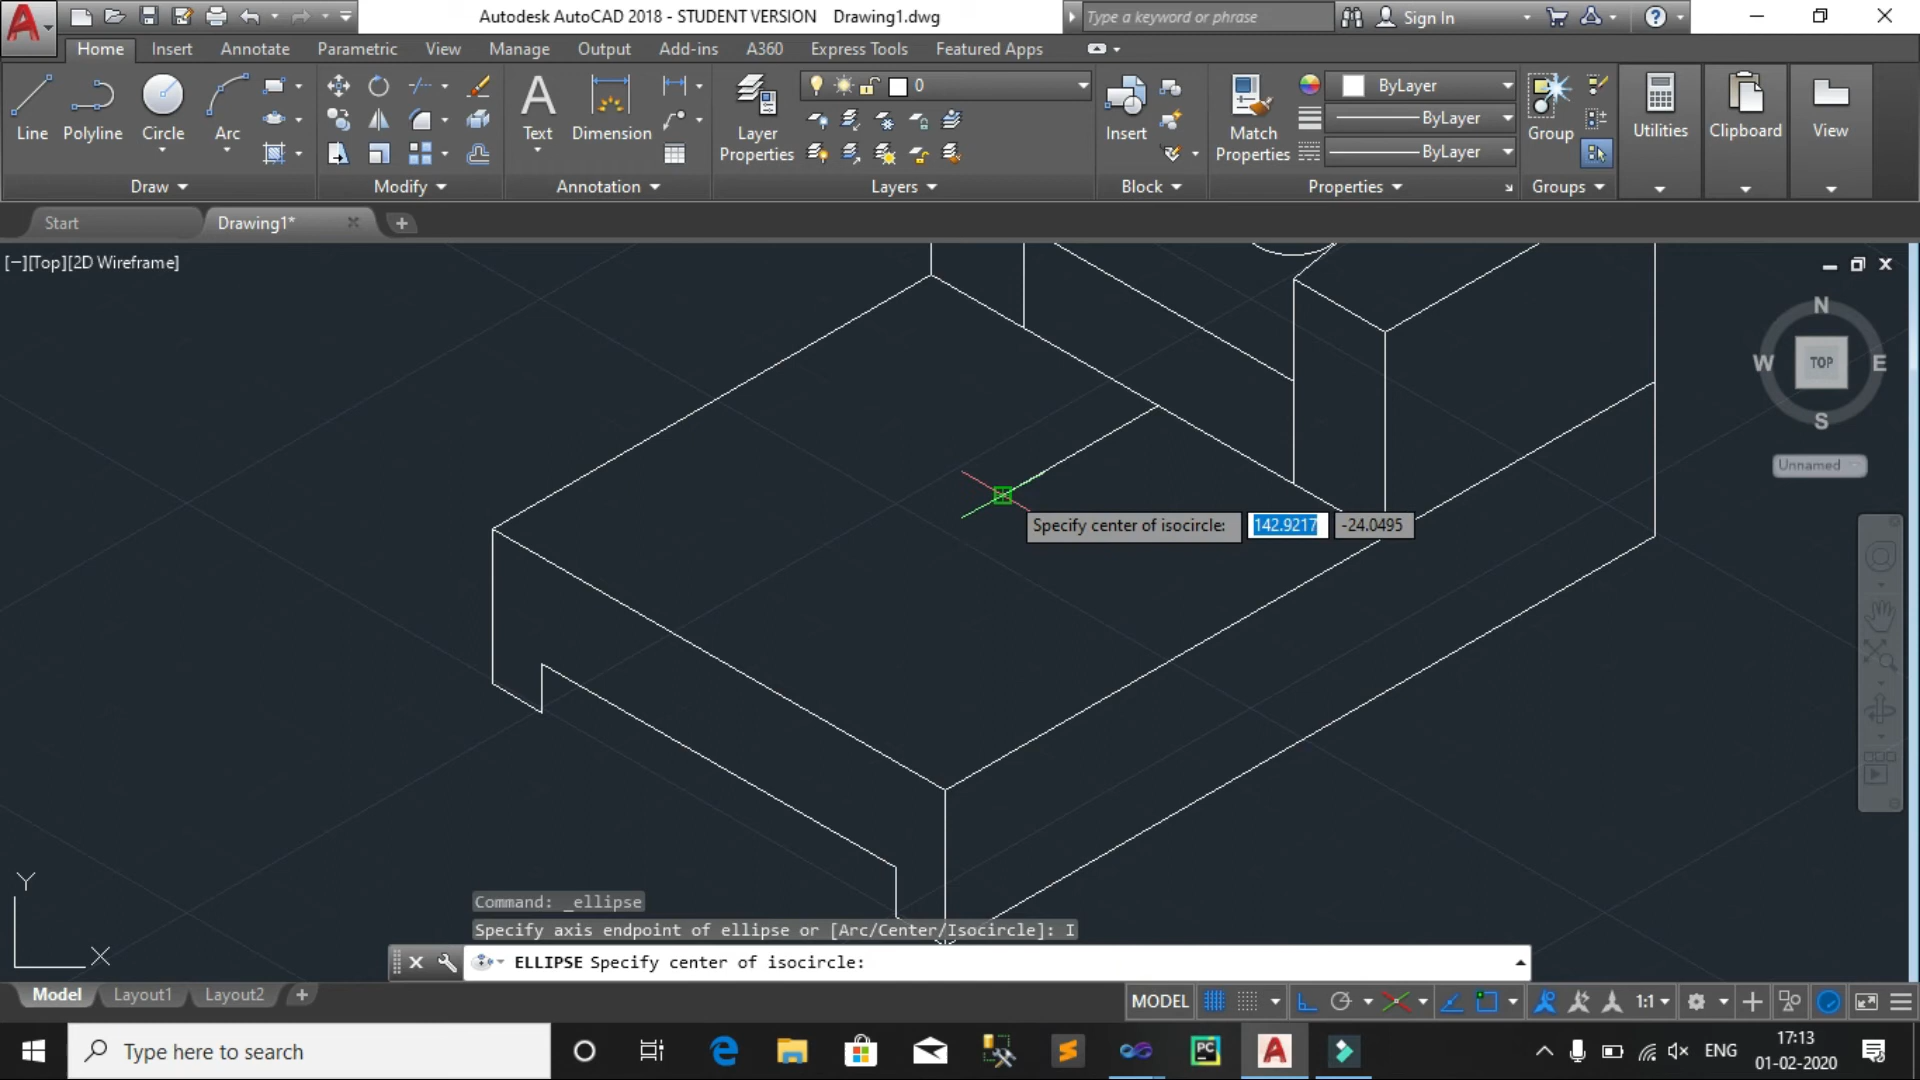 Autodesk AutoCAD 2018 - STUDENT VERSION Drawing1.dwg
Type a keyword or phrase
Sign In
Home Insert Annotate Parametric View Manage Output Add-ins A360 Express Tools Featured Apps
0
ByLayer
ByLayer
ByLayer
Line Polyline Circle Arc
Text Dimension
Layer Properties
Insert
Match Properties
Group
Utilities
Clipboard
View
Draw Modify Annotation Layers Block Properties Groups
Start Drawing1*
[−][Top][2D Wireframe]
N
W TOP E
S
Unnamed
Specify center of isocircle: 142.9217 -24.0495
Y
X
Command: _ellipse
Specify axis endpoint of ellipse or [Arc/Center/Isocircle]: I
ELLIPSE Specify center of isocircle:
Model Layout1 Layout2 +
MODEL 1:1
Type here to search
PC
ENG
17:13
01-02-2020